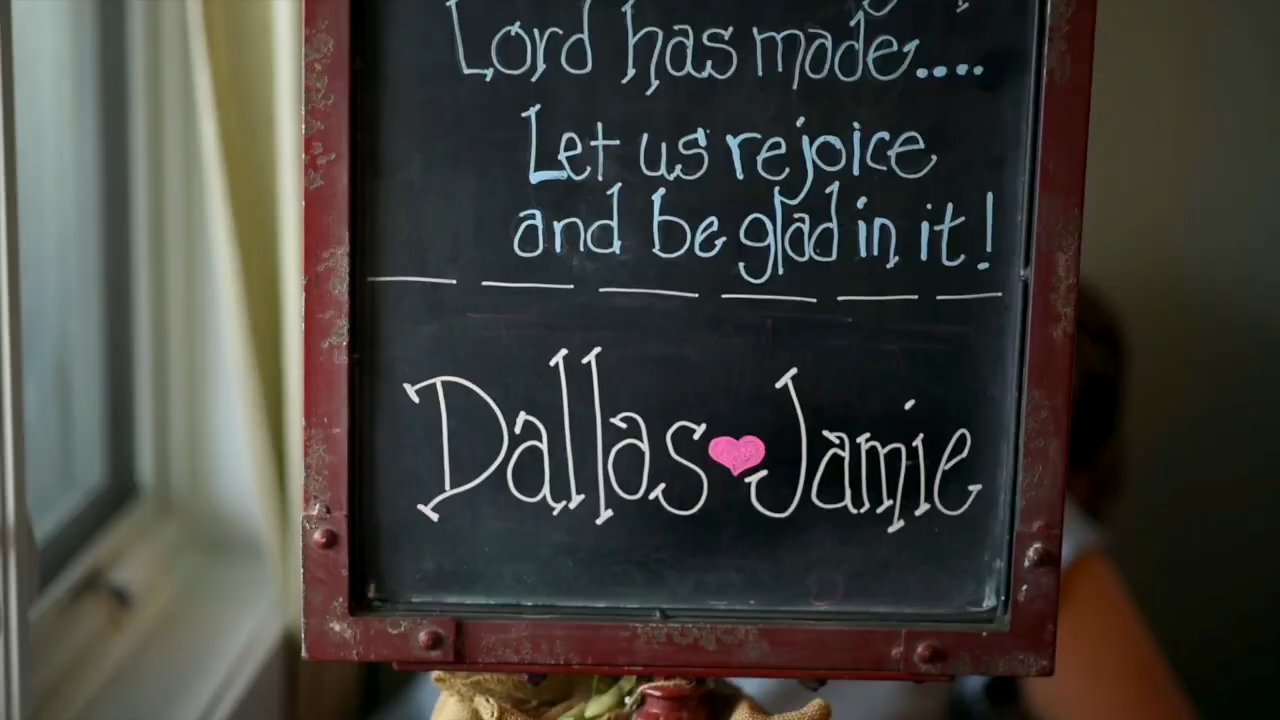 Lord has made....
Let us rejoice
and be glad in it!
Dallas Jamie